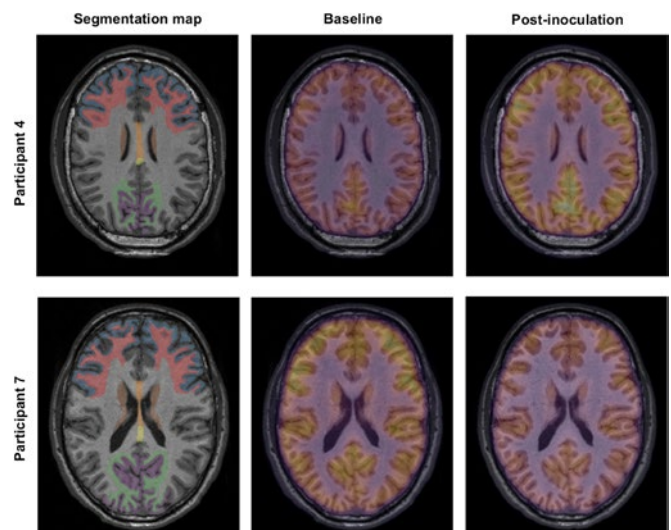 Segmentation map
Baseline
Post-inoculation
Participant 4
Participant 7